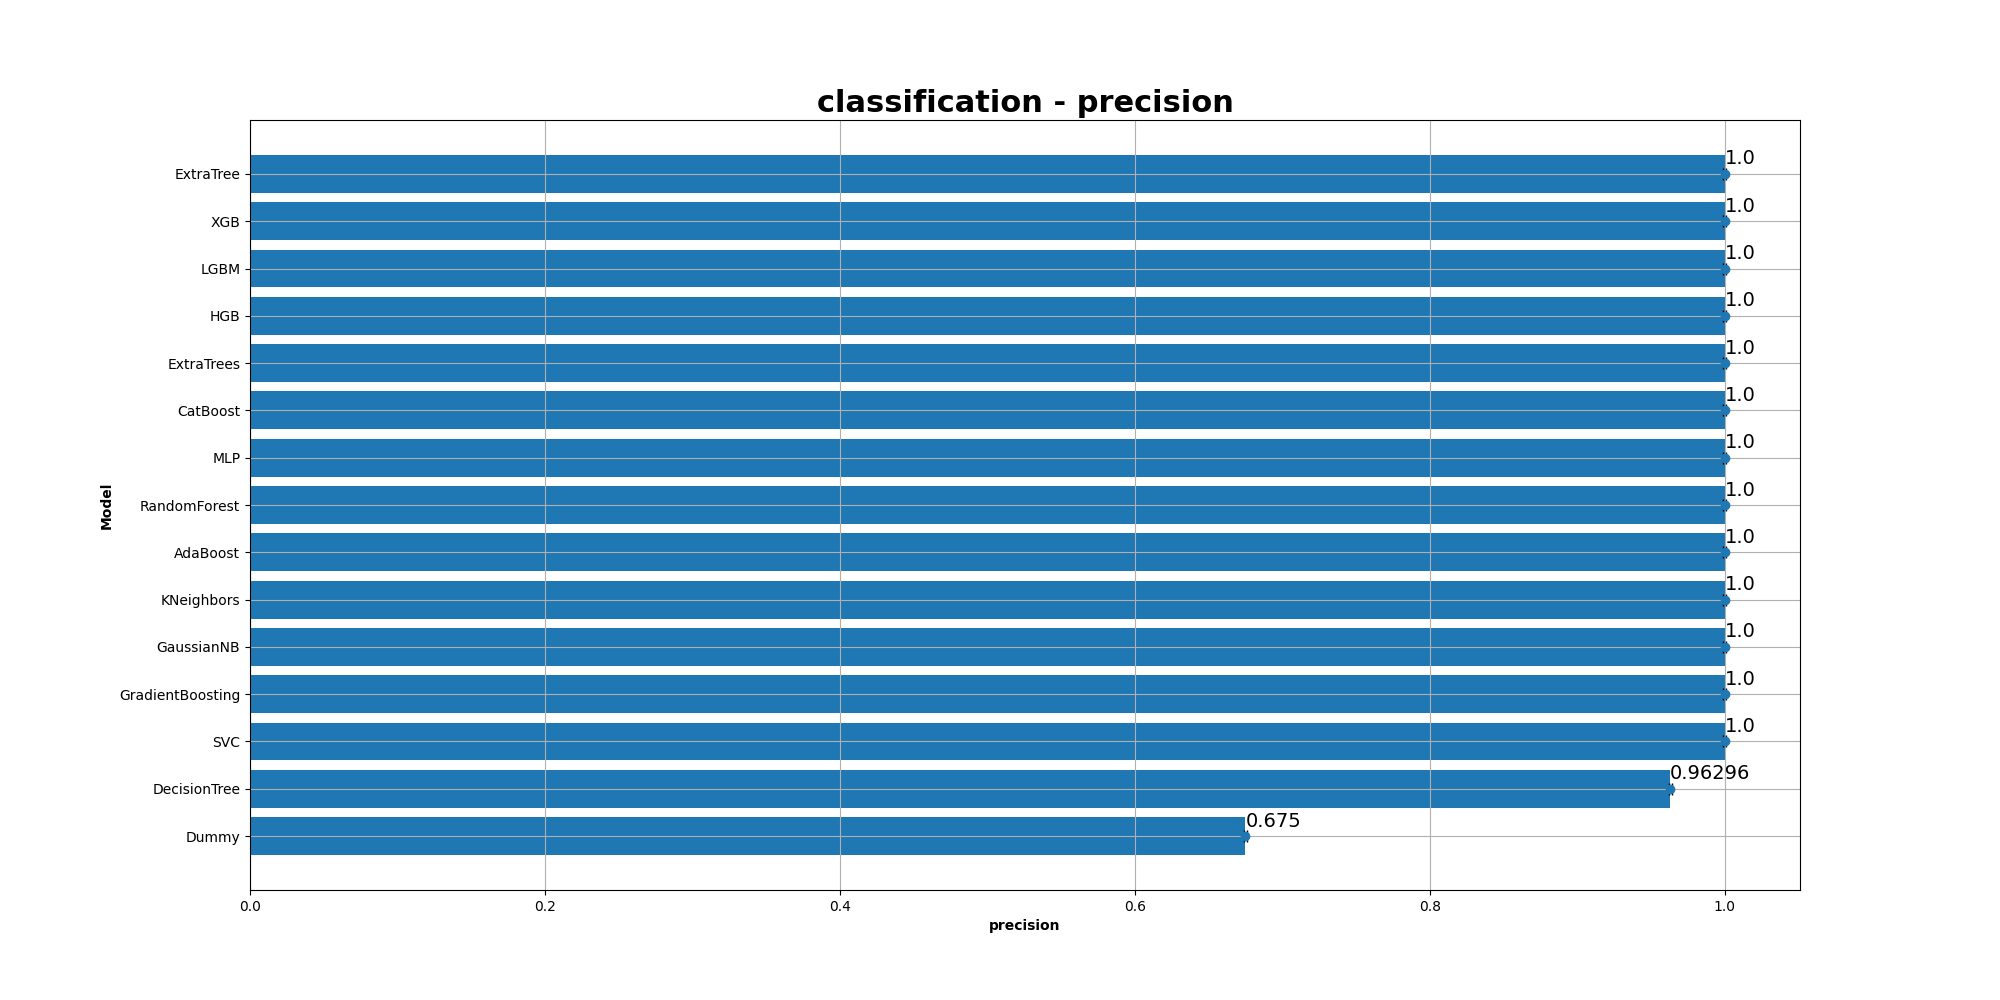 classification - precision
ExtraTree 1.0
XGB 1.0
LGBM 1.0
HGB 1.0
ExtraTrees 1.0
CatBoost 1.0
MLP 1.0
RandomForest 1.0
AdaBoost 1.0
KNeighbors 1.0
GaussianNB 1.0
GradientBoosting 1.0
SVC 1.0
DecisionTree 0.96296
Dummy 0.675
Model
0.0 0.2 0.4 0.6 0.8 1.0
precision